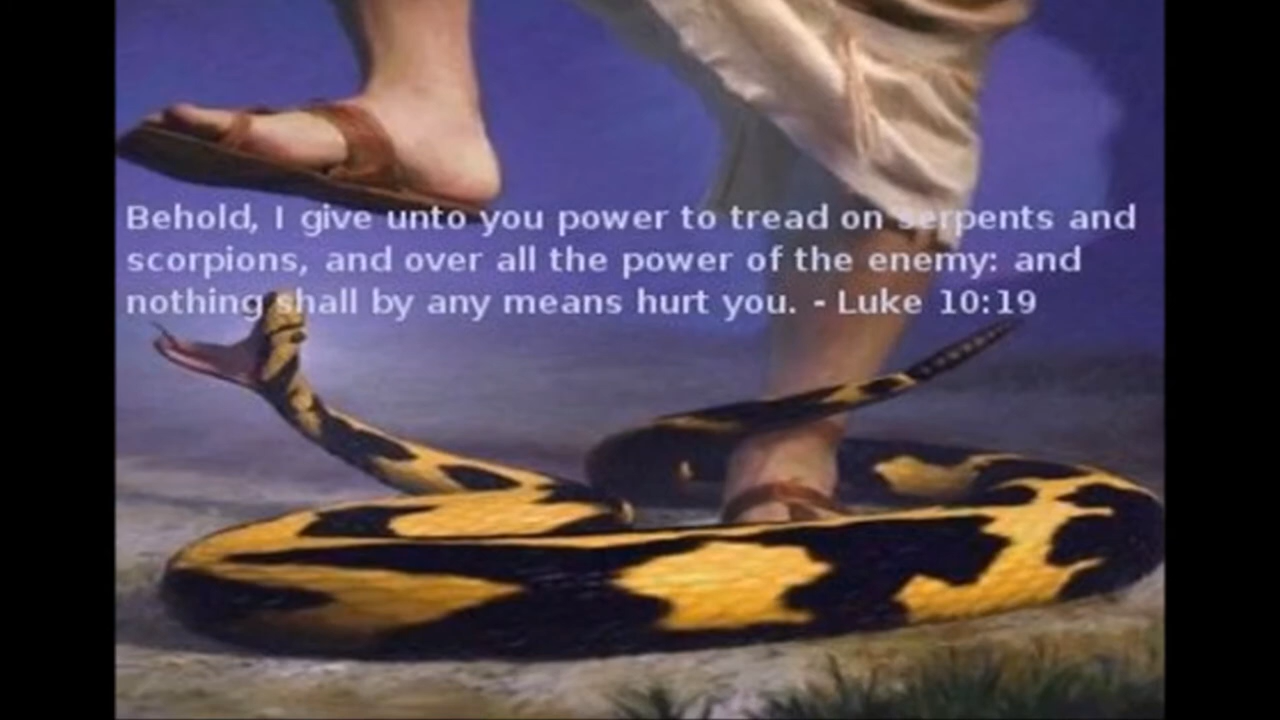 Behold, I give unto you power to tread on serpents and
scorpions, and over all the power of the enemy: and
nothing shall by any means hurt you. - Luke 10:19